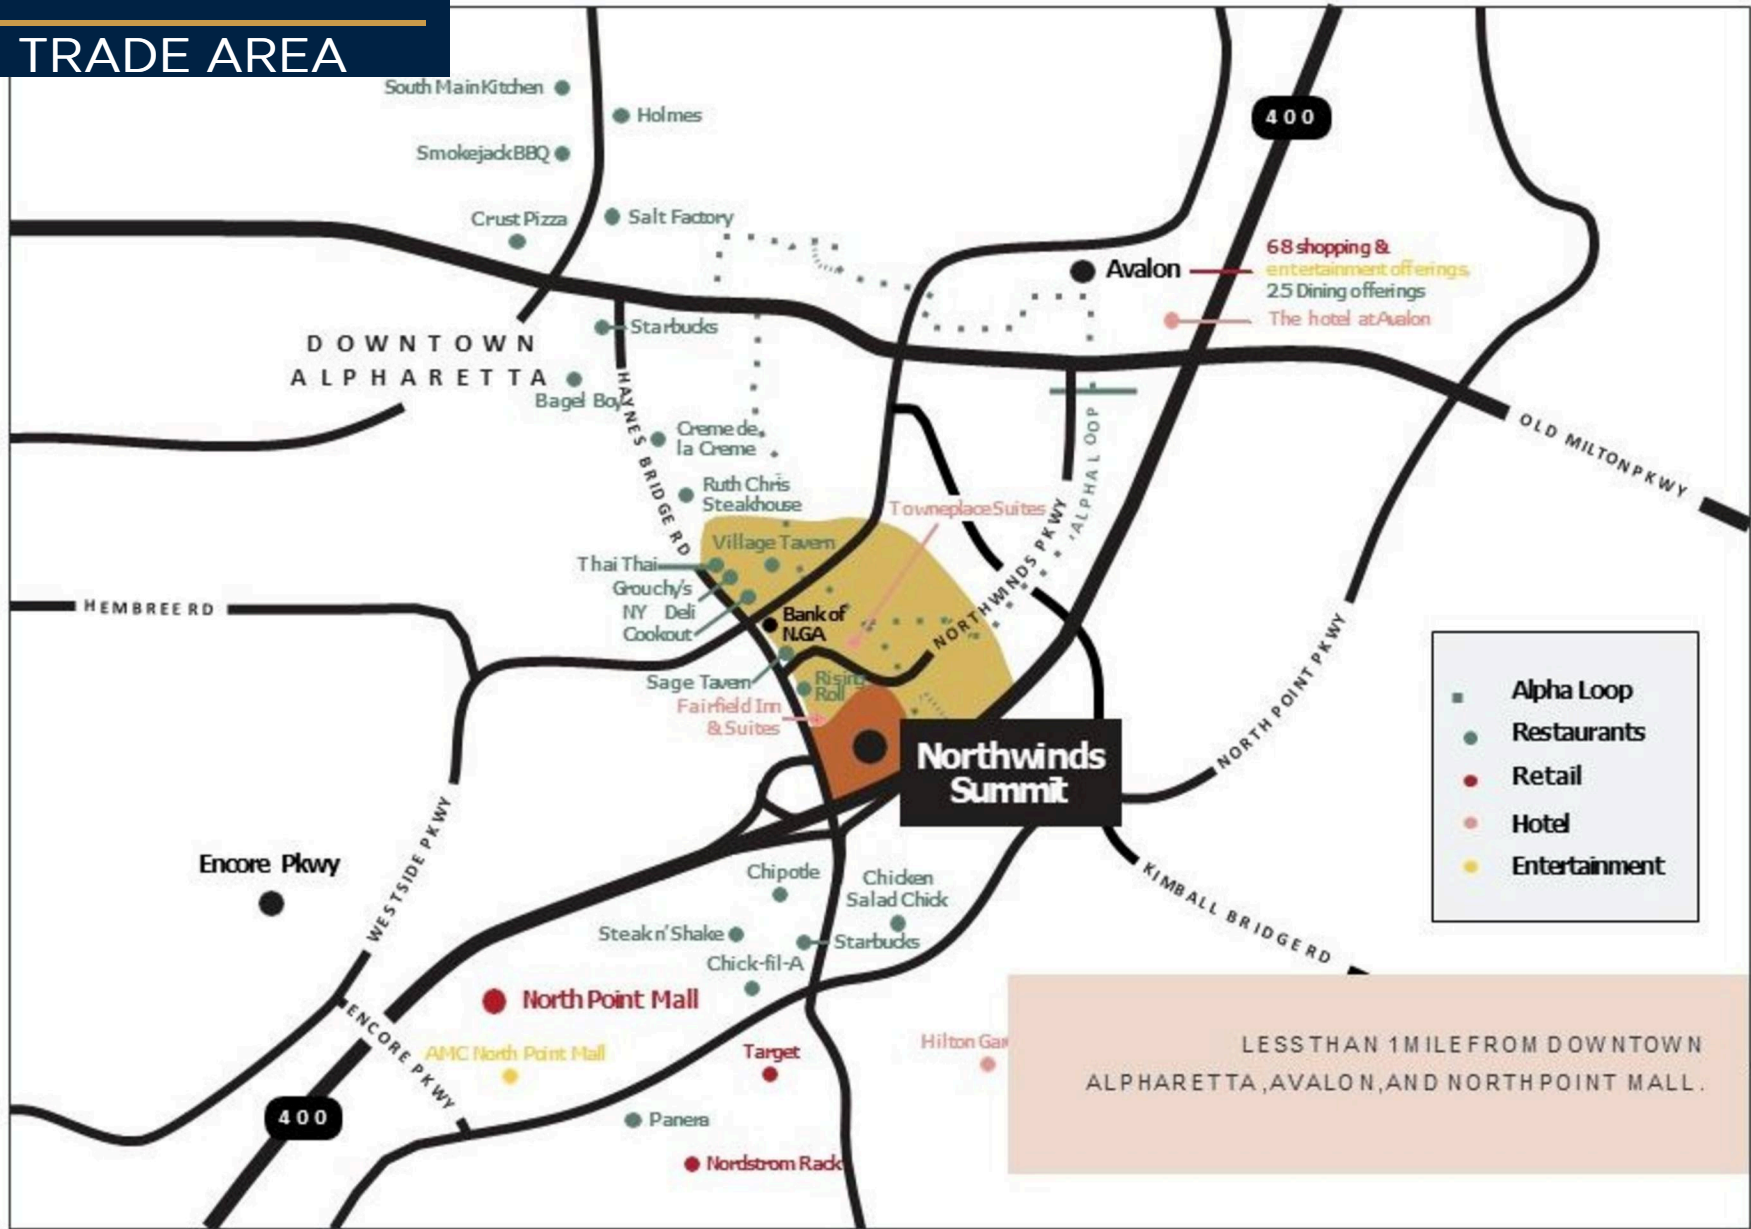 TRADE AREA
South Main Kitchen
Holmes
Smokejack BBQ
Crust Pizza
Salt Factory
400
Avalon
68 shopping &
entertainment offerings,
25 Dining offerings
The hotel at Avalon
DOWNTOWN
ALPHARETTA
Starbucks
Bagel Boy
HAYNES BRIDGE RD
Creme de
la Creme
Ruth Chris
Steakhouse
Towneplace Suites
ALPHA LOOP
OLD MILTON PKWY
Village Tavern
Thai Thai
Grouchy's
NY Deli
Cookout
Bank of
N.GA
NORTHWINDS PKWY
HEMBREE RD
Sage Tavern
Rising
Roll
Fairfield Inn
& Suites
Northwinds
Summit
NORTH POINT PKWY
Alpha Loop
Restaurants
Retail
Hotel
Entertainment
Encore Pkwy
WESTSIDE PKWY
Chipotle
Chicken
Salad Chick
Steak n' Shake
Starbucks
Chick-fil-A
KIMBALL BRIDGE RD
North Point Mall
ENCORE PKWY
AMC North Point Mall
Target
Hilton Gar
LESS THAN 1 MILE FROM DOWNTOWN
ALPHARETTA, AVALON, AND NORTH POINT MALL.
400
Panera
Nordstrom Rack